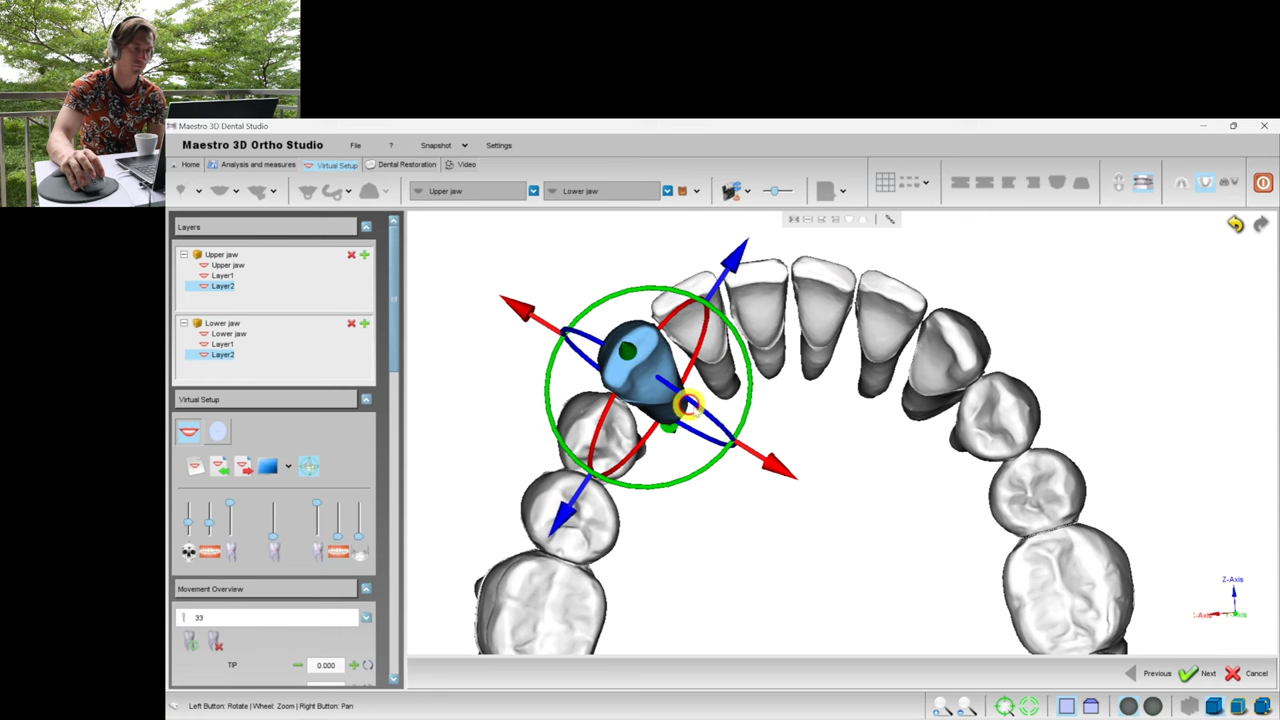 Maestro 3D Dental Studio
Maestro 3D Ortho Studio
File
?
Snapshot
Settings
Home
Analysis and measures
Virtual Setup
Dental Restoration
Video
Upper jaw
Lower jaw
Layers
Upper jaw
Upper jaw
Layer1
Layer2
Lower jaw
Lower jaw
Layer1
Layer2
Virtual Setup
Movement Overview
33
TIP
0.000
Z-Axis
Previous
Next
Cancel
Left Button: Rotate | Wheel: Zoom | Right Button: Pan